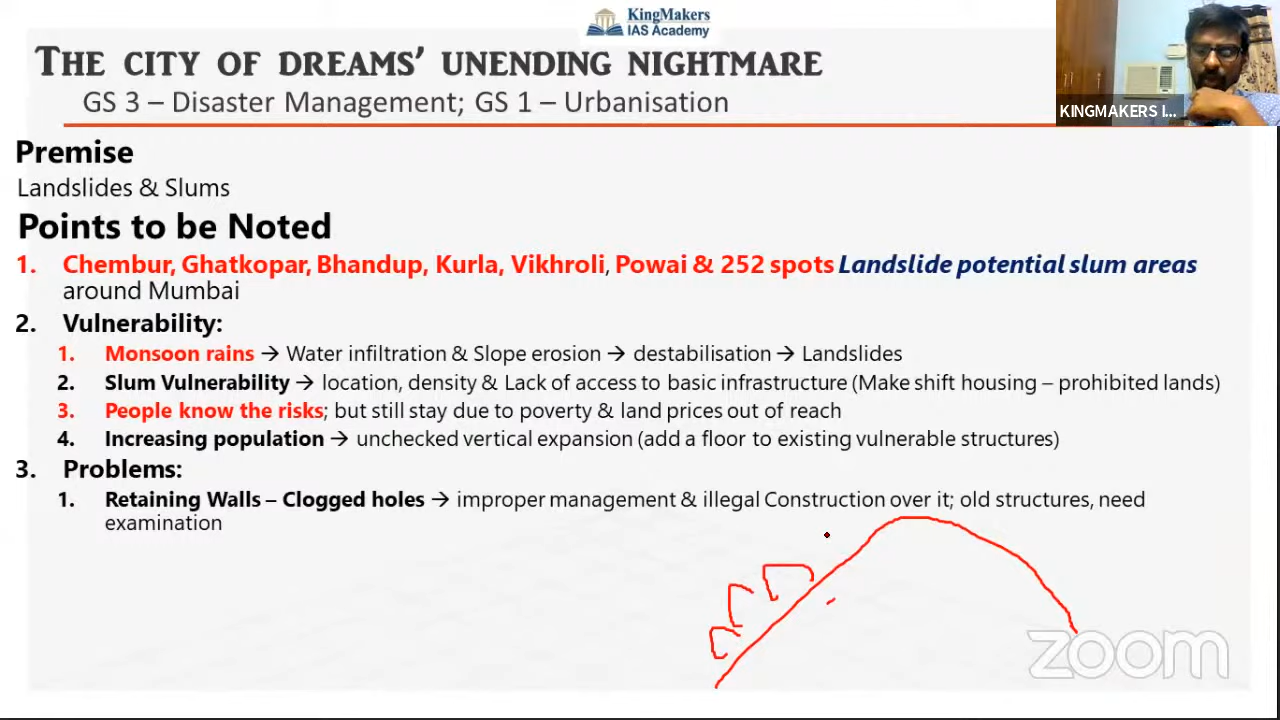 KingMakers
IAS Academy
THE CITY OF DREAMS' UNENDING NIGHTMARE
GS 3 – Disaster Management; GS 1 – Urbanisation
KINGMAKERS I...
Premise
Landslides & Slums
Points to be Noted
1. Chembur, Ghatkopar, Bhandup, Kurla, Vikhroli, Powai & 252 spots Landslide potential slum areas
around Mumbai
2. Vulnerability:
1. Monsoon rains → Water infiltration & Slope erosion → destabilisation → Landslides
2. Slum Vulnerability → location, density & Lack of access to basic infrastructure (Make shift housing – prohibited lands)
3. People know the risks; but still stay due to poverty & land prices out of reach
4. Increasing population → unchecked vertical expansion (add a floor to existing vulnerable structures)
3. Problems:
1. Retaining Walls – Clogged holes → improper management & illegal Construction over it; old structures, need
examination
zoom